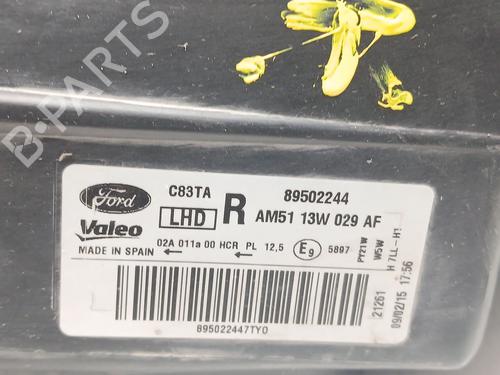 B-PARTS
Ford
C83TA
89502244
Valeo
LHD
R
AM51 13W 029 AF
MADE IN SPAIN
02A 011a 00 HCR PL 12,5
E9
5897
PY21W
W5W
H 7LL-H1
895022447TY0
21261
09/02/15 17:56